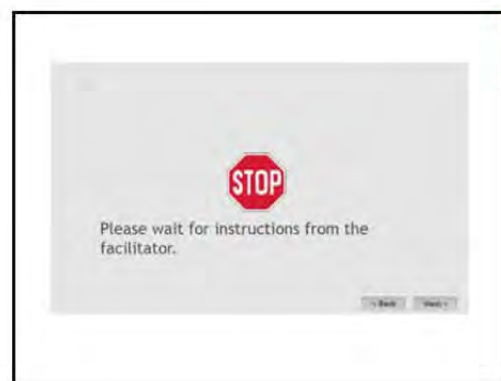 STOP
Please wait for instructions from the
facilitator.
< Back Next >